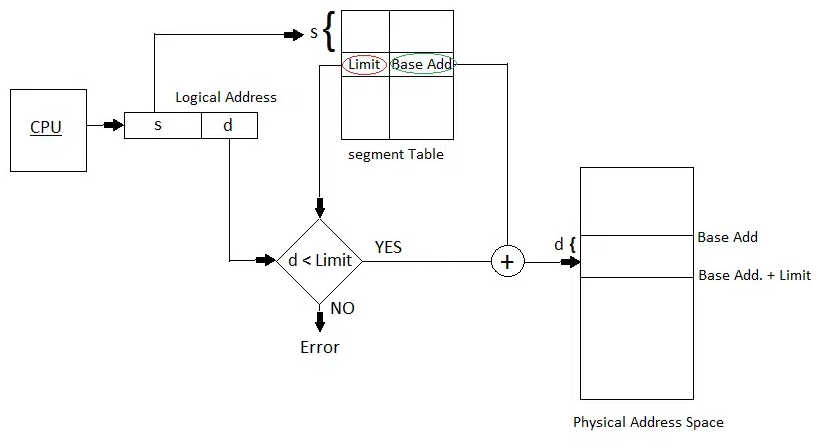 s {
Limit
Base Add
Logical Address
CPU
s
d
segment Table
d < Limit
YES
+
d {
Base Add
Base Add. + Limit
NO
Error
Physical Address Space